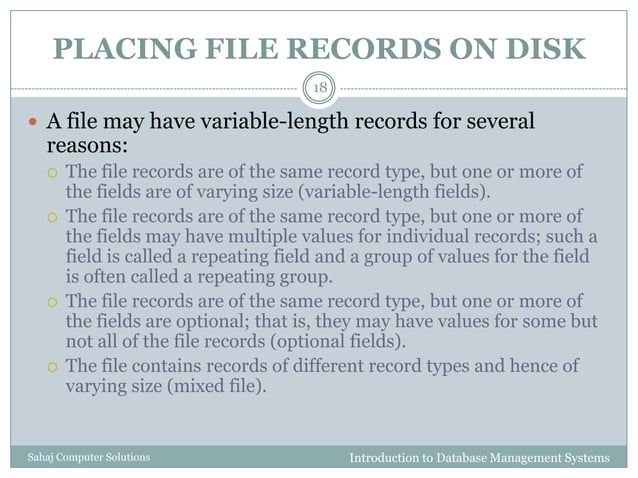 PLACING FILE RECORDS ON DISK
18
A file may have variable-length records for several
reasons:
The file records are of the same record type, but one or more of
the fields are of varying size (variable-length fields).
The file records are of the same record type, but one or more of
the fields may have multiple values for individual records; such a
field is called a repeating field and a group of values for the field
is often called a repeating group.
The file records are of the same record type, but one or more of
the fields are optional; that is, they may have values for some but
not all of the file records (optional fields).
The file contains records of different record types and hence of
varying size (mixed file).
Sahaj Computer Solutions
Introduction to Database Management Systems